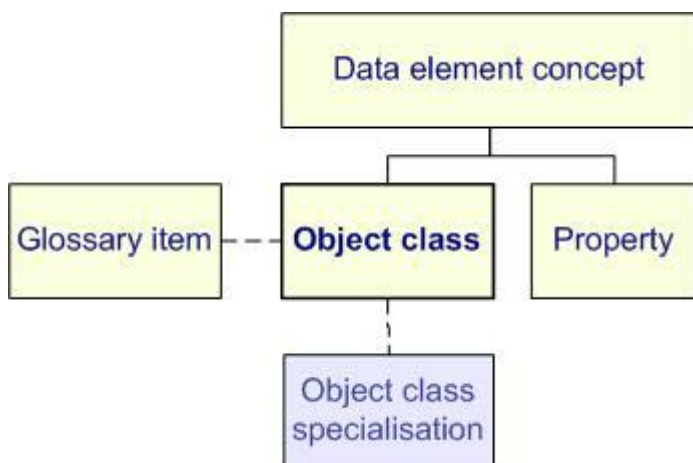 Data element concept
Glossary item
Object class
Property
Object class
specialisation